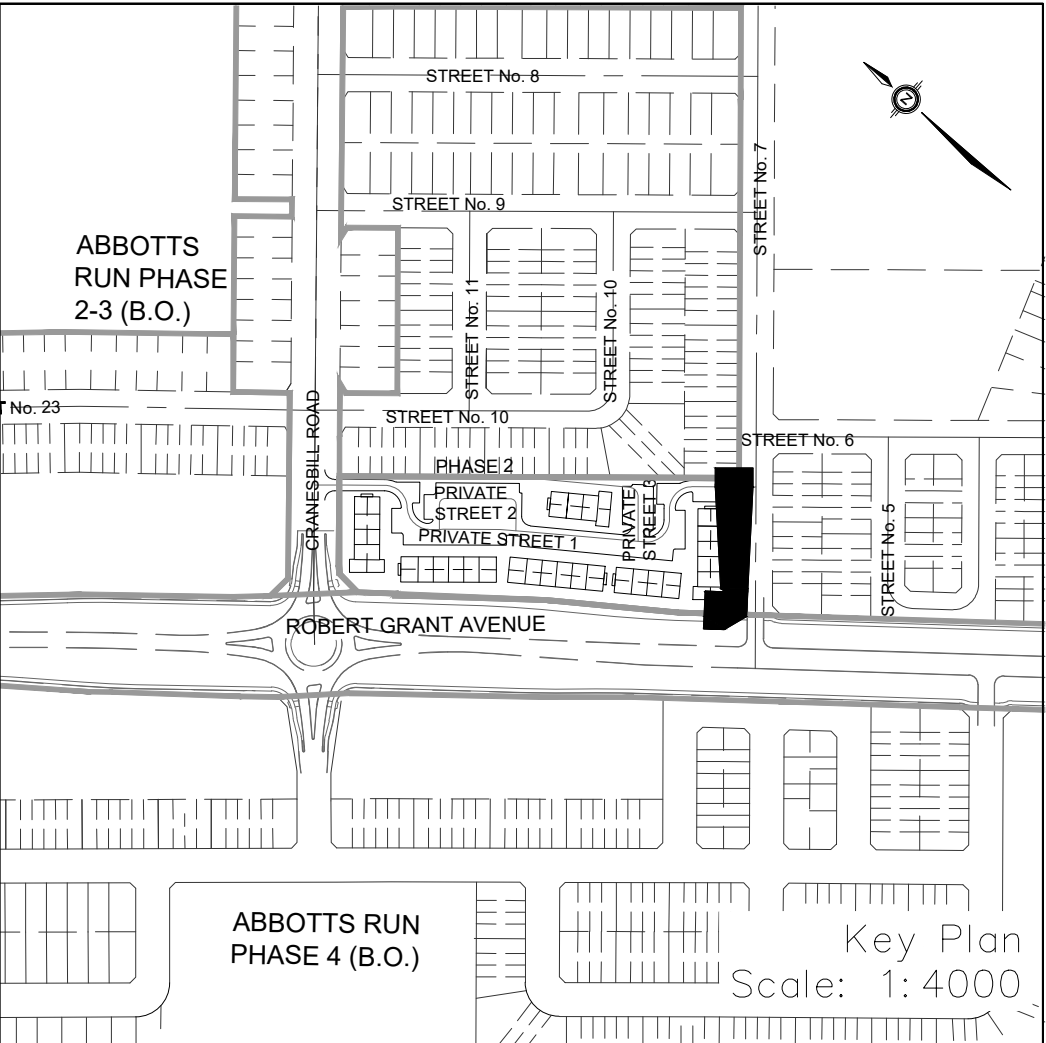 STREET No. 8
N
STREET No. 7
STREET No. 9
ABBOTTS
RUN PHASE
2-3 (B.O.)
STREET No. 11
STREET No. 10
CRANESBILL ROAD
T No. 23
STREET No. 10
STREET No. 6
PHASE 2
PRIVATE
STREET 2
PRIVATE
STREET 3
STREET No. 5
PRIVATE STREET 1
ROBERT GRANT AVENUE
ABBOTTS RUN
PHASE 4 (B.O.)
Key Plan
Scale: 1:4000